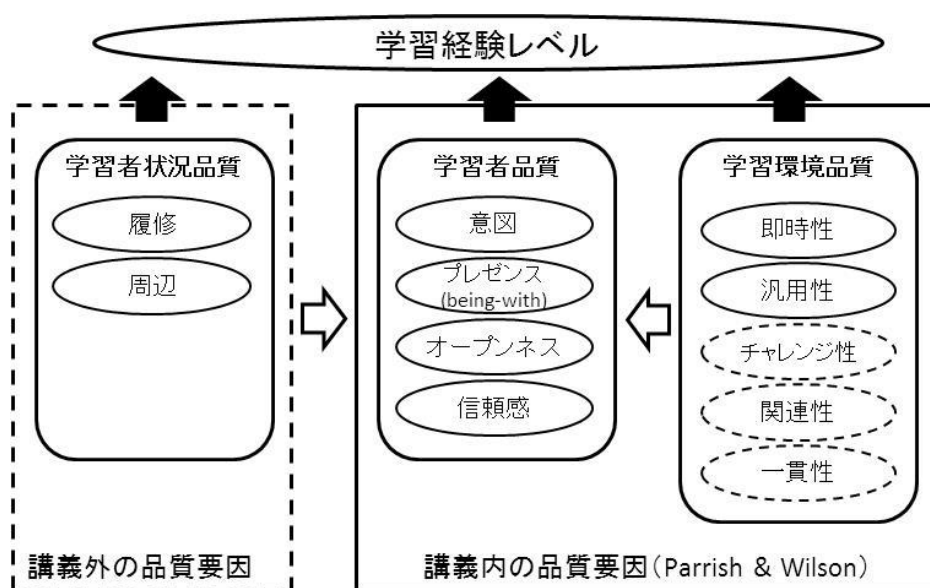 学習経験レベル
学習者状況品質
履修
周辺
学習者品質
意図
プレゼンス
(being-with)
オープンネス
信頼感
学習環境品質
即時性
汎用性
チャレンジ性
関連性
一貫性
講義外の品質要因
講義内の品質要因(Parrish & Wilson)